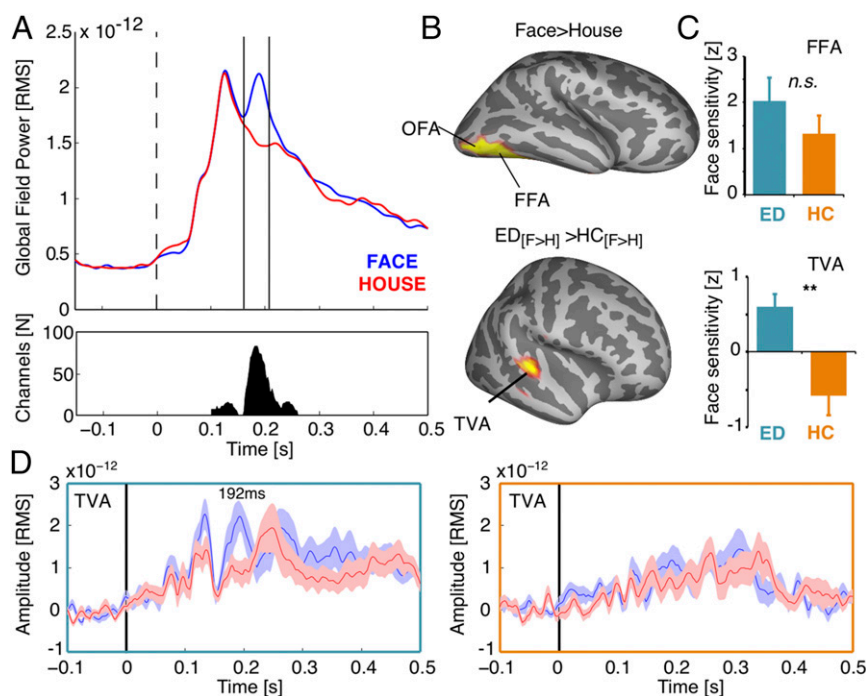 A
x 10⁻¹²
Global Field Power [RMS]
2.5
2
1.5
1
0.5
0
FACE
HOUSE
Channels [N]
100
50
0
−0.1 0 0.1 0.2 0.3 0.4 0.5
Time [s]
B
Face>House
OFA
FFA
ED[F>H] >HC[F>H]
TVA
C
Face sensitivity [z]
3
2
1
0
FFA
n.s.
ED HC
Face sensitivity [z]
1
0
-1
TVA
**
ED HC
D
x10⁻¹²
Amplitude [RMS]
3
2
1
0
−1
TVA
192ms
−0.1 0 0.1 0.2 0.3 0.4 0.5
Time [s]
x10⁻¹²
Amplitude [RMS]
3
2
1
0
-1
TVA
−0.1 0 0.1 0.2 0.3 0.4 0.5
Time [s]